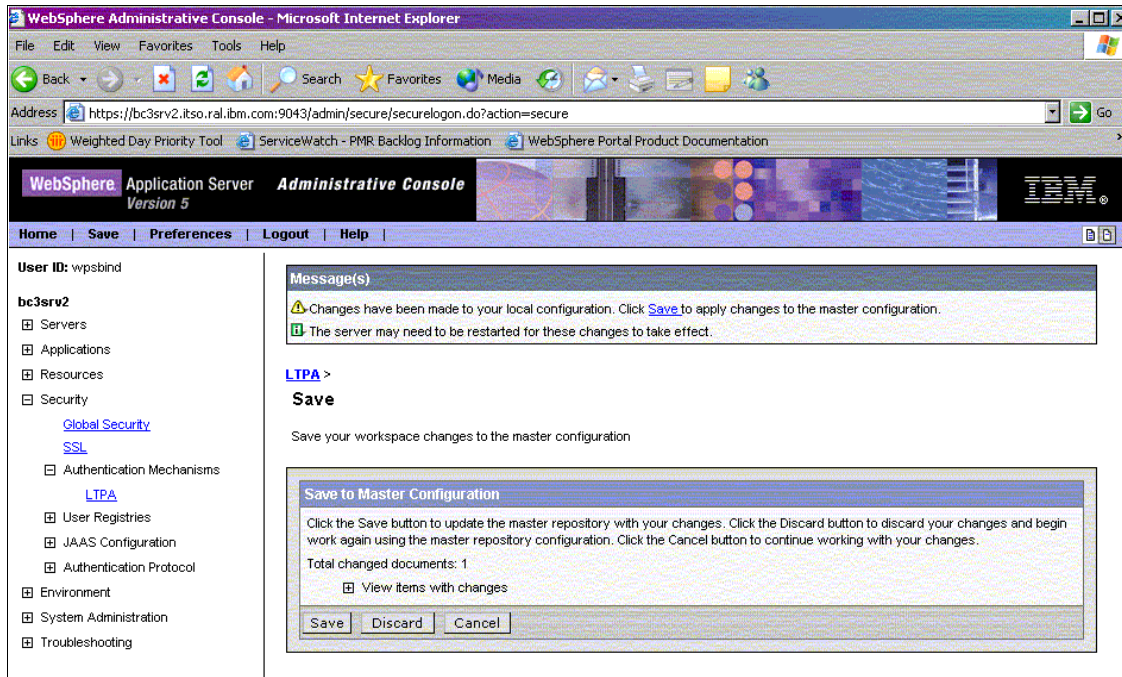 WebSphere Administrative Console - Microsoft Internet Explorer
File Edit View Favorites Tools Help
Back Search Favorites Media
Address https://bc3srv2.itso.ral.ibm.com:9043/admin/secure/securelogon.do?action=secure Go
Links Weighted Day Priority Tool ServiceWatch - PMR Backlog Information WebSphere Portal Product Documentation
WebSphere. Application Server Administrative Console
Version 5
IBM®
Home | Save | Preferences | Logout | Help |
User ID: wpsbind
bc3srv2
Servers
Applications
Resources
Security
Global Security
SSL
Authentication Mechanisms
LTPA
User Registries
JAAS Configuration
Authentication Protocol
Environment
System Administration
Troubleshooting
Message(s)
Changes have been made to your local configuration. Click Save to apply changes to the master configuration.
The server may need to be restarted for these changes to take effect.
LTPA >
Save
Save your workspace changes to the master configuration
Save to Master Configuration
Click the Save button to update the master repository with your changes. Click the Discard button to discard your changes and begin
work again using the master repository configuration. Click the Cancel button to continue working with your changes.
Total changed documents: 1
View items with changes
Save Discard Cancel